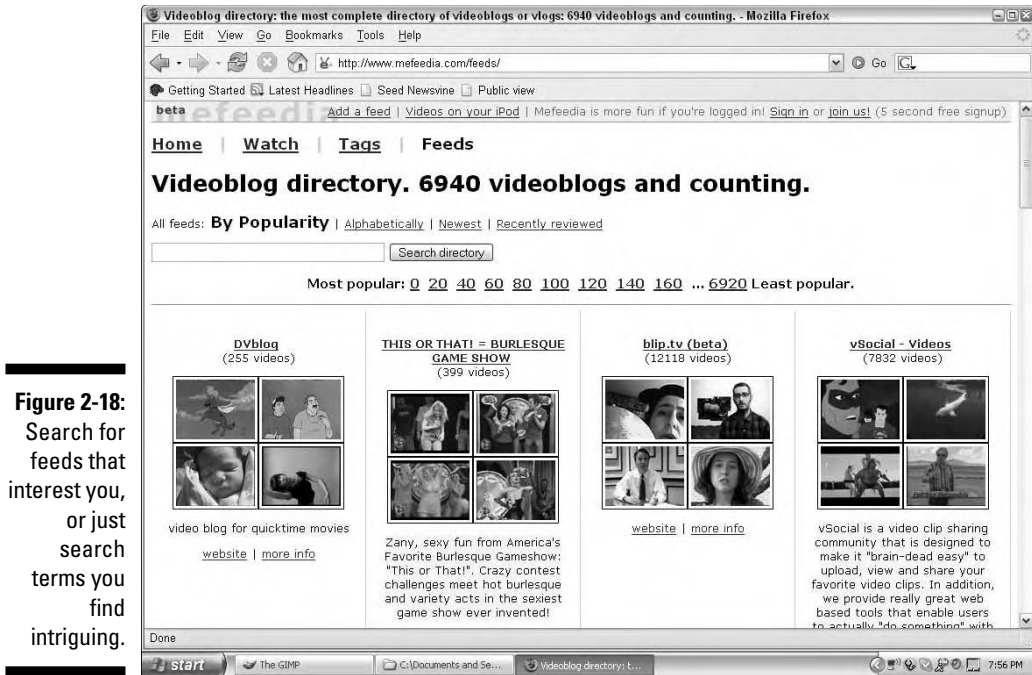 Videoblog directory: the most complete directory of videoblogs or vlogs: 6940 videoblogs and counting. - Mozilla Firefox
File Edit View Go Bookmarks Tools Help
http://www.mefeedia.com/feeds/
Go
Getting Started Latest Headlines Seed Newsvine Public view
beta
mefeedia
Add a feed | Videos on your iPod | Mefeedia is more fun if you're logged in! Sign in or join us! (5 second free signup)
Home | Watch | Tags | Feeds
Videoblog directory. 6940 videoblogs and counting.
All feeds: By Popularity | Alphabetically | Newest | Recently reviewed
Search directory
Most popular: 0 20 40 60 80 100 120 140 160 ... 6920 Least popular.
DVblog
(255 videos)
video blog for quicktime movies
website | more info
THIS OR THAT! = BURLESQUE
GAME SHOW
(399 videos)
Zany, sexy fun from America's
Favorite Burlesque Gameshow:
"This or That!". Crazy contest
challenges meet hot burlesque
and variety acts in the sexiest
game show ever invented!
blip.tv (beta)
(12118 videos)
website | more info
vSocial - Videos
(7832 videos)
vSocial is a video clip sharing
community that is designed to
make it "brain-dead easy" to
upload, view and share your
favorite video clips. In addition,
we provide really great web
based tools that enable users
to actually "do something" with
Done
start The GIMP C:\Documents and Se... Videoblog directory: t... 7:56 PM
Figure 2-18:
Search for
feeds that
interest you,
or just
search
terms you
find
intriguing.